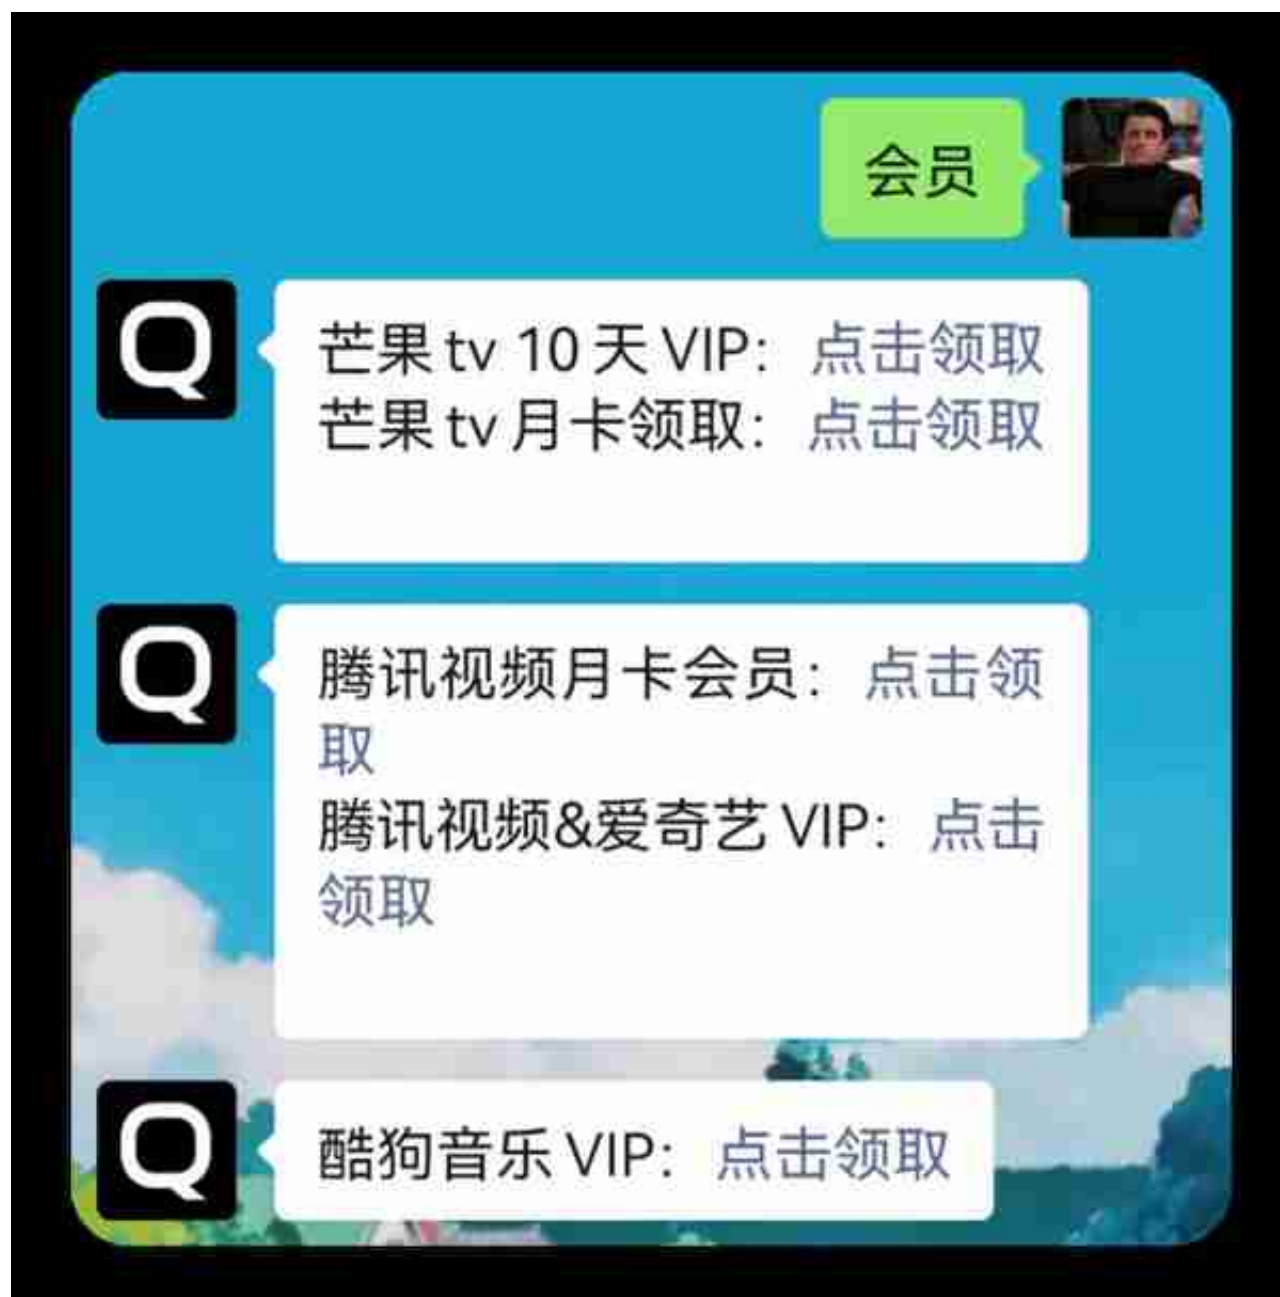 会员
Q
芒果tv 10天VIP：点击领取
芒果tv月卡领取：点击领取
Q
腾讯视频月卡会员：点击领
取
腾讯视频&爱奇艺VIP：点击
领取
Q
酷狗音乐VIP：点击领取